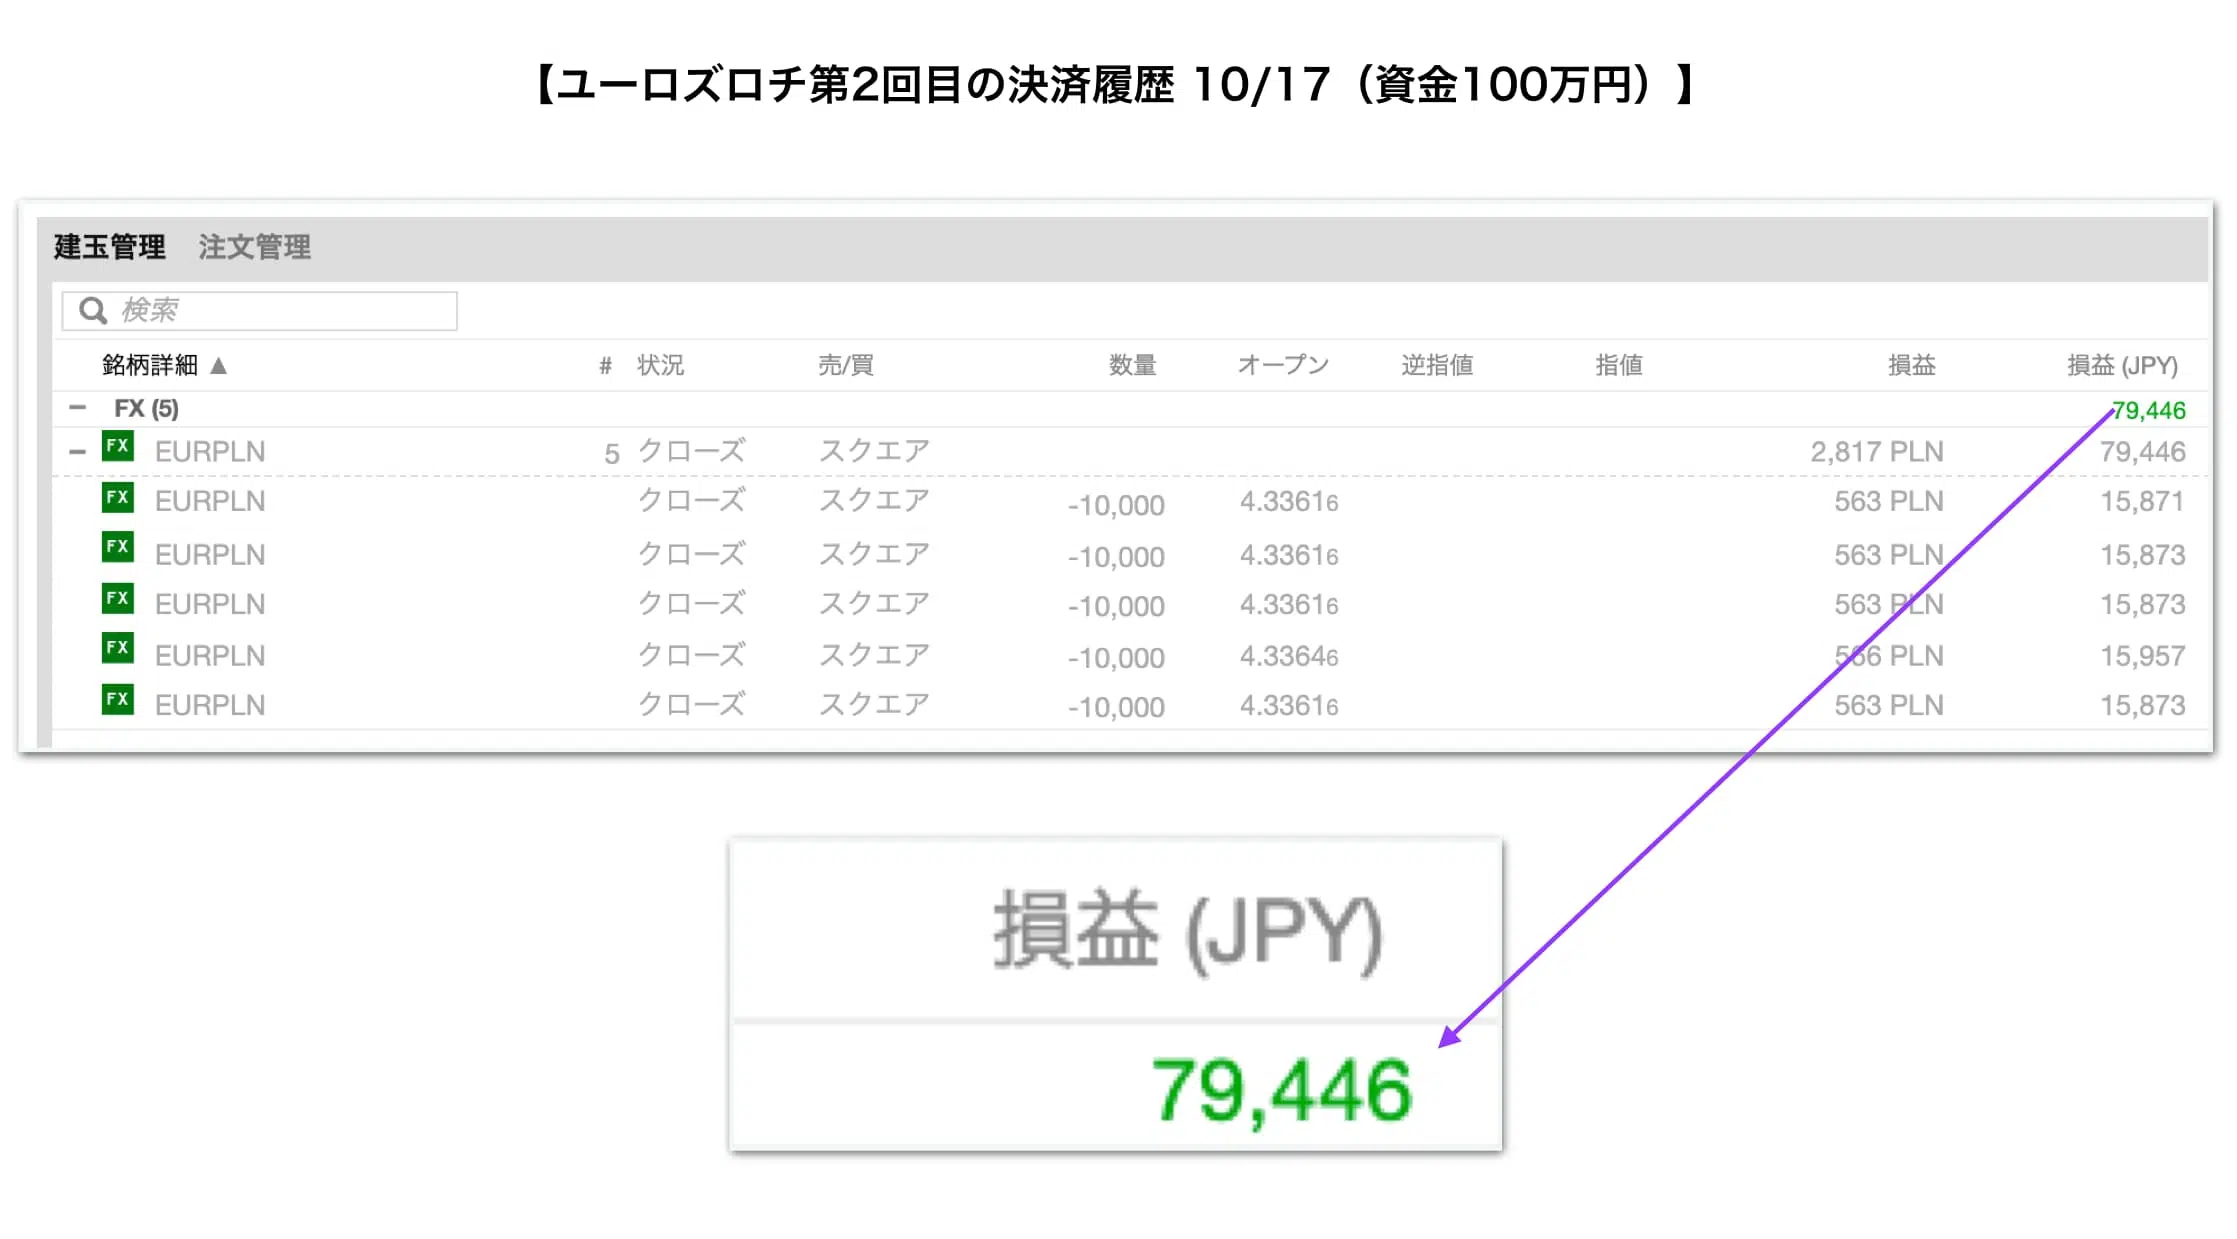 【ユーロズロチ第2回目の決済履歴 10/17（資金100万円）】
建玉管理 注文管理
検索
銘柄詳細 ▲ # 状況 売/買 数量 オープン 逆指値 指値 損益 損益 (JPY)
− FX (5) 79,446
− FX EURPLN 5 クローズ スクエア 2,817 PLN 79,446
FX EURPLN クローズ スクエア -10,000 4.33616 563 PLN 15,871
FX EURPLN クローズ スクエア -10,000 4.33616 563 PLN 15,873
FX EURPLN クローズ スクエア -10,000 4.33616 563 PLN 15,873
FX EURPLN クローズ スクエア -10,000 4.33646 566 PLN 15,957
FX EURPLN クローズ スクエア -10,000 4.33616 563 PLN 15,873
損益 (JPY)
79,446